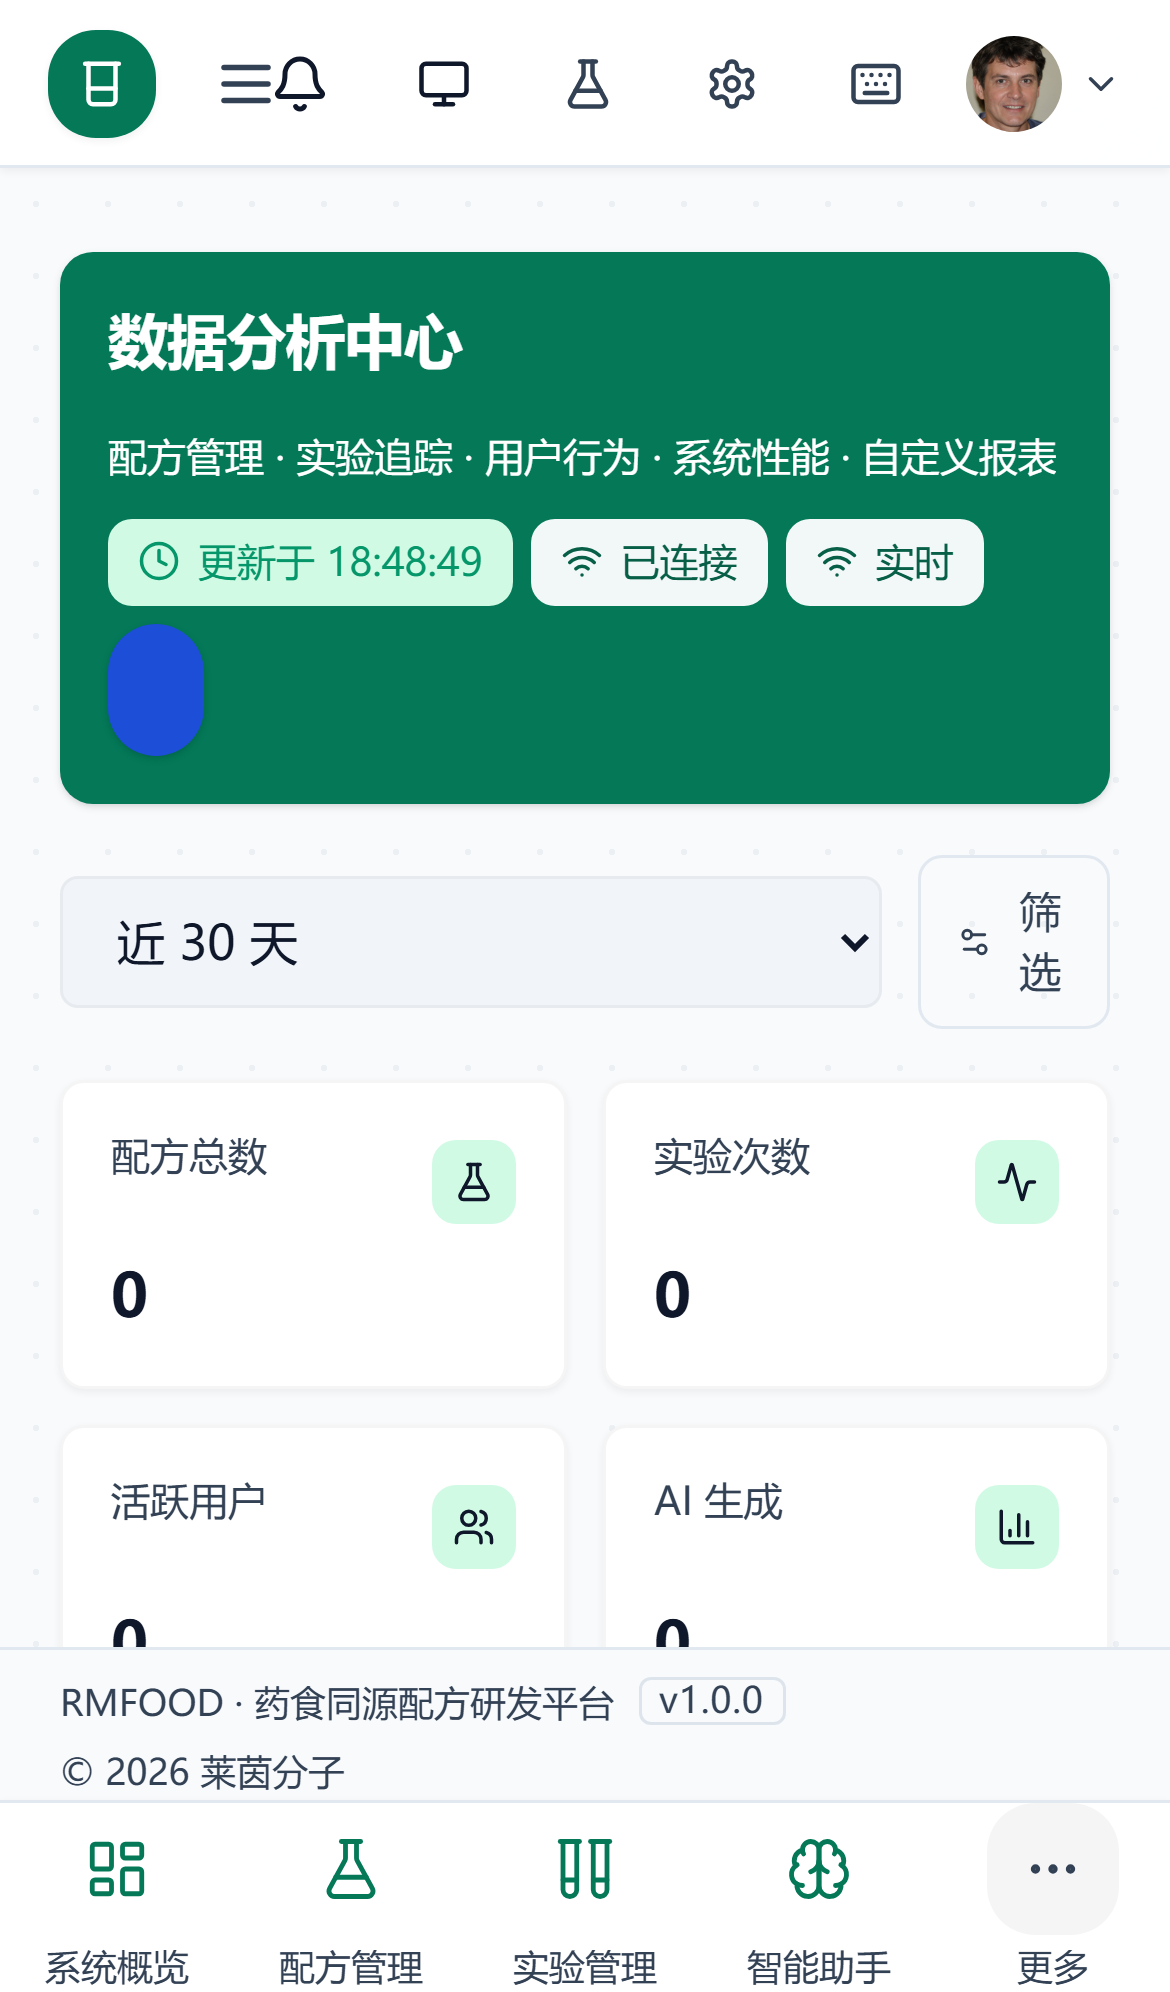 数据分析中心
配方管理 · 实验追踪 · 用户行为 · 系统性能 · 自定义报表
更新于 18:48:49 已连接 实时
近 30 天
筛选
配方总数 实验次数
0 0
活跃用户 AI 生成
0 0
RMFOOD · 药食同源配方研发平台 v1.0.0
© 2026 莱茵分子
系统概览 配方管理 实验管理 智能助手 更多